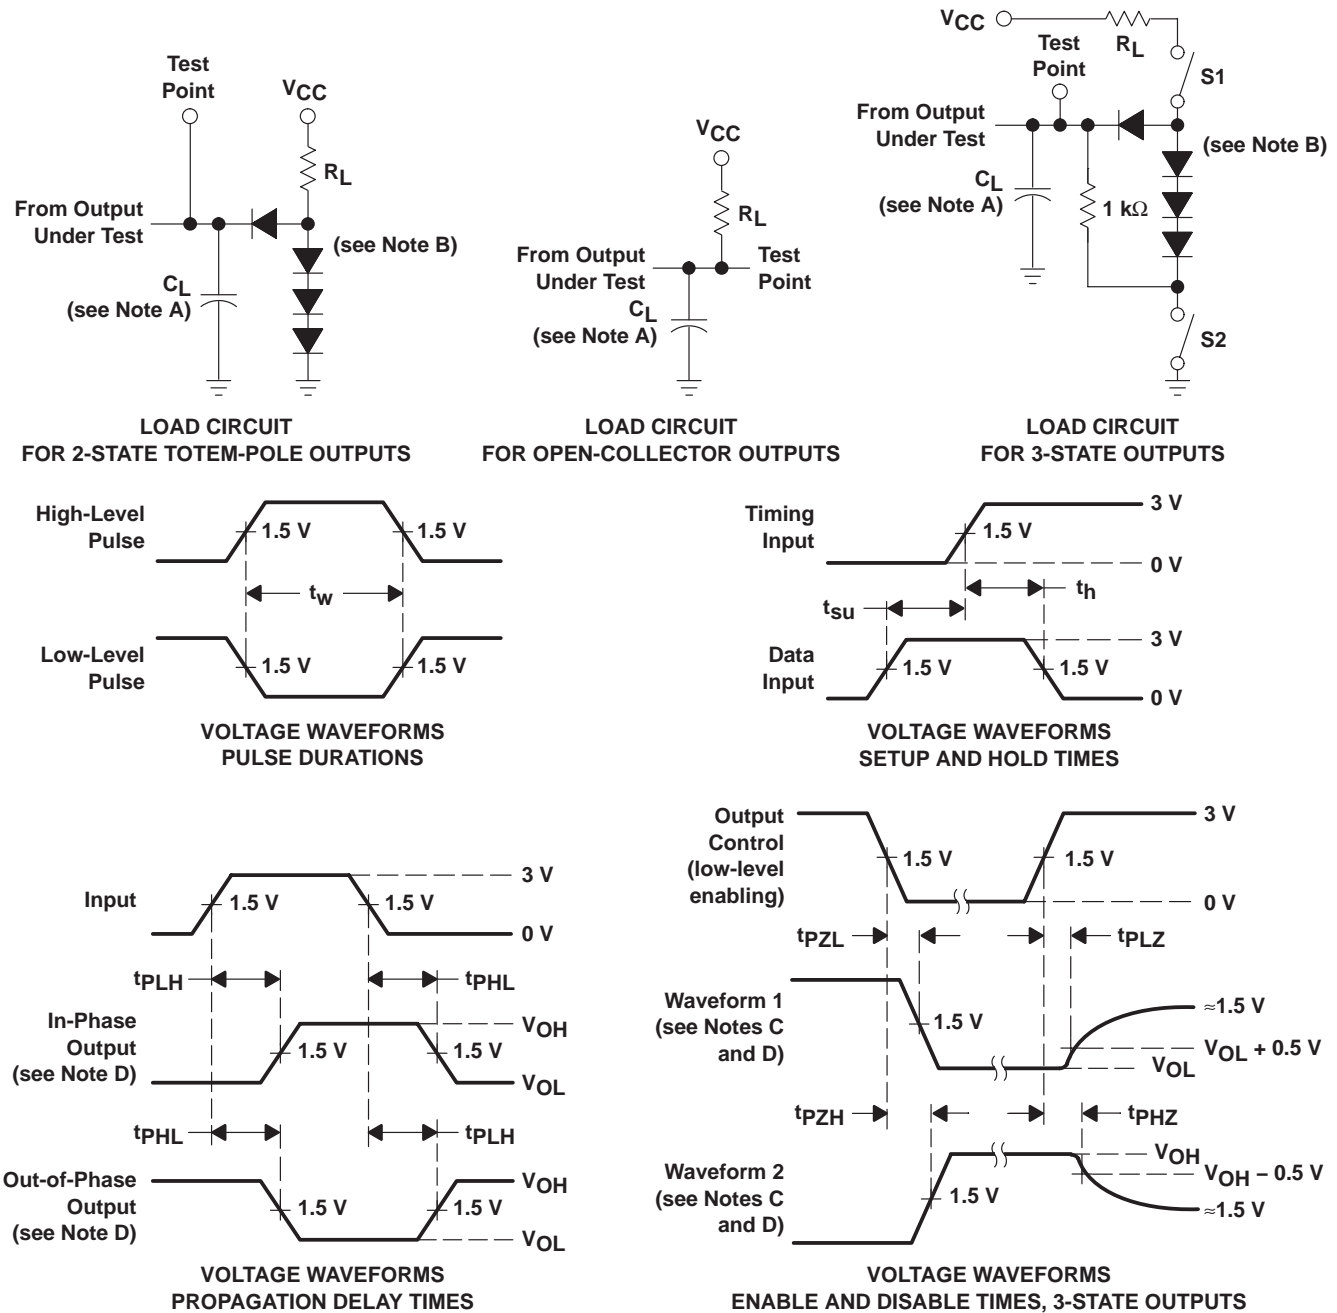 Test
Point
VCC
RL
From Output
Under Test
(see Note B)
CL
(see Note A)
LOAD CIRCUIT
FOR 2-STATE TOTEM-POLE OUTPUTS
VCC
RL
From Output
Under Test
Test
Point
CL
(see Note A)
LOAD CIRCUIT
FOR OPEN-COLLECTOR OUTPUTS
VCC
RL
Test
Point
S1
From Output
Under Test
(see Note B)
CL
(see Note A)
1 kΩ
S2
LOAD CIRCUIT
FOR 3-STATE OUTPUTS
High-Level
Pulse
1.5 V
1.5 V
tw
Low-Level
Pulse
1.5 V
1.5 V
VOLTAGE WAVEFORMS
PULSE DURATIONS
Timing
Input
1.5 V
3 V
0 V
th
tsu
Data
Input
1.5 V
1.5 V
3 V
0 V
VOLTAGE WAVEFORMS
SETUP AND HOLD TIMES
Input
1.5 V
1.5 V
3 V
0 V
tPLH
tPHL
In-Phase
Output
(see Note D)
1.5 V
1.5 V
VOH
VOL
tPHL
tPLH
Out-of-Phase
Output
(see Note D)
1.5 V
1.5 V
VOH
VOL
VOLTAGE WAVEFORMS
PROPAGATION DELAY TIMES
Output
Control
(low-level
enabling)
1.5 V
1.5 V
3 V
0 V
tPZL
tPLZ
Waveform 1
(see Notes C
and D)
1.5 V
≈1.5 V
VOL + 0.5 V
VOL
tPZH
tPHZ
Waveform 2
(see Notes C
and D)
1.5 V
VOH
VOH – 0.5 V
≈1.5 V
VOLTAGE WAVEFORMS
ENABLE AND DISABLE TIMES, 3-STATE OUTPUTS